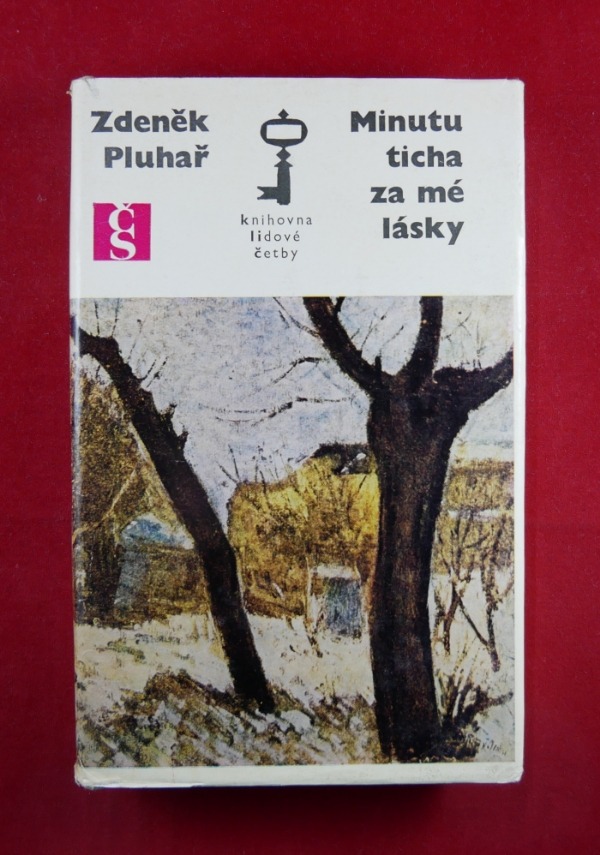 Zdeněk
Pluhař
ČS
knihovna
lidové
četby
Minutu
ticha
za mé
lásky